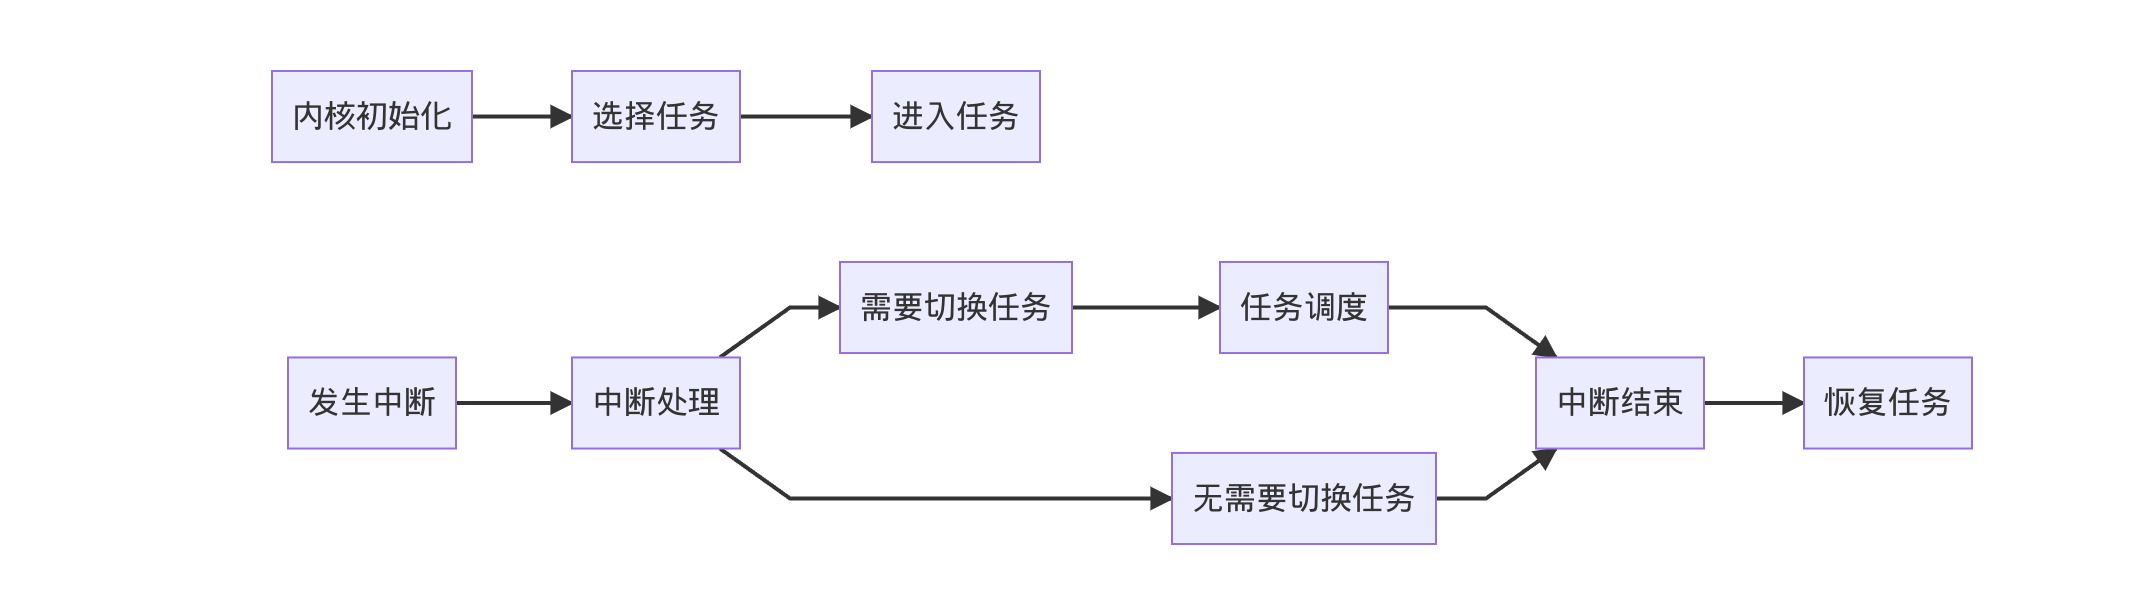 内核初始化
选择任务
进入任务
发生中断
中断处理
需要切换任务
任务调度
无需要切换任务
中断结束
恢复任务